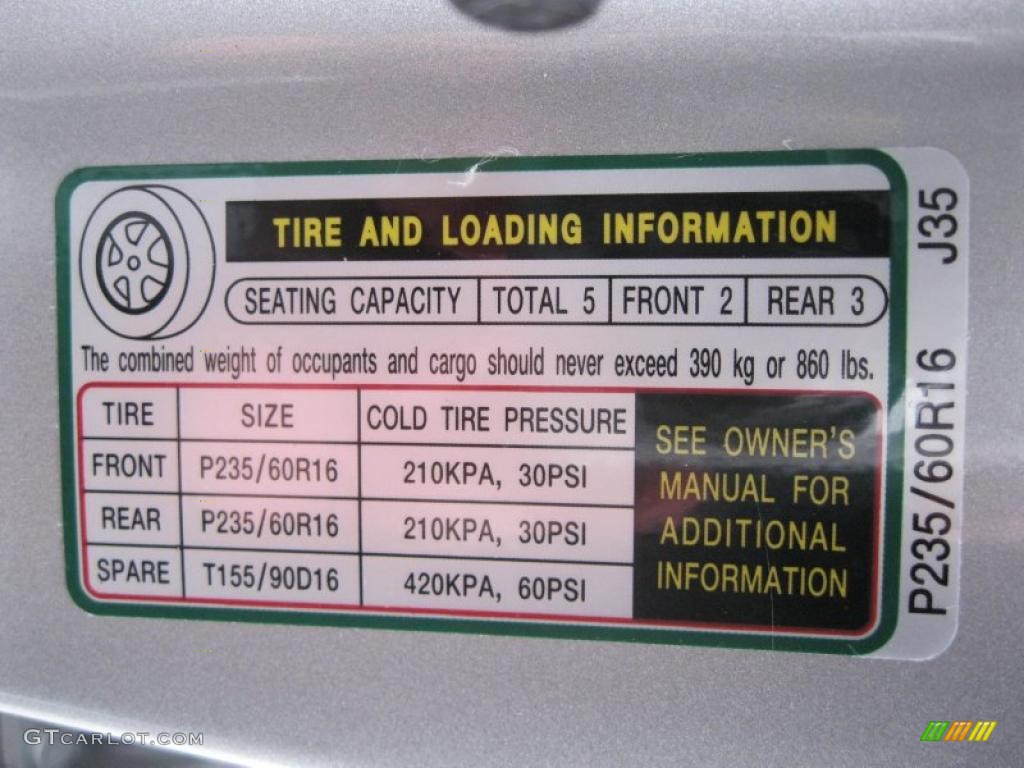 TIRE AND LOADING INFORMATION
SEATING CAPACITY TOTAL 5 FRONT 2 REAR 3
The combined weight of occupants and cargo should never exceed 390 kg or 860 lbs.
TIRE SIZE COLD TIRE PRESSURE
FRONT P235/60R16 210KPA, 30PSI
REAR P235/60R16 210KPA, 30PSI
SPARE T155/90D16 420KPA, 60PSI
SEE OWNER'S
MANUAL FOR
ADDITIONAL
INFORMATION
P235/60R16 J35
GTCARLOT.COM